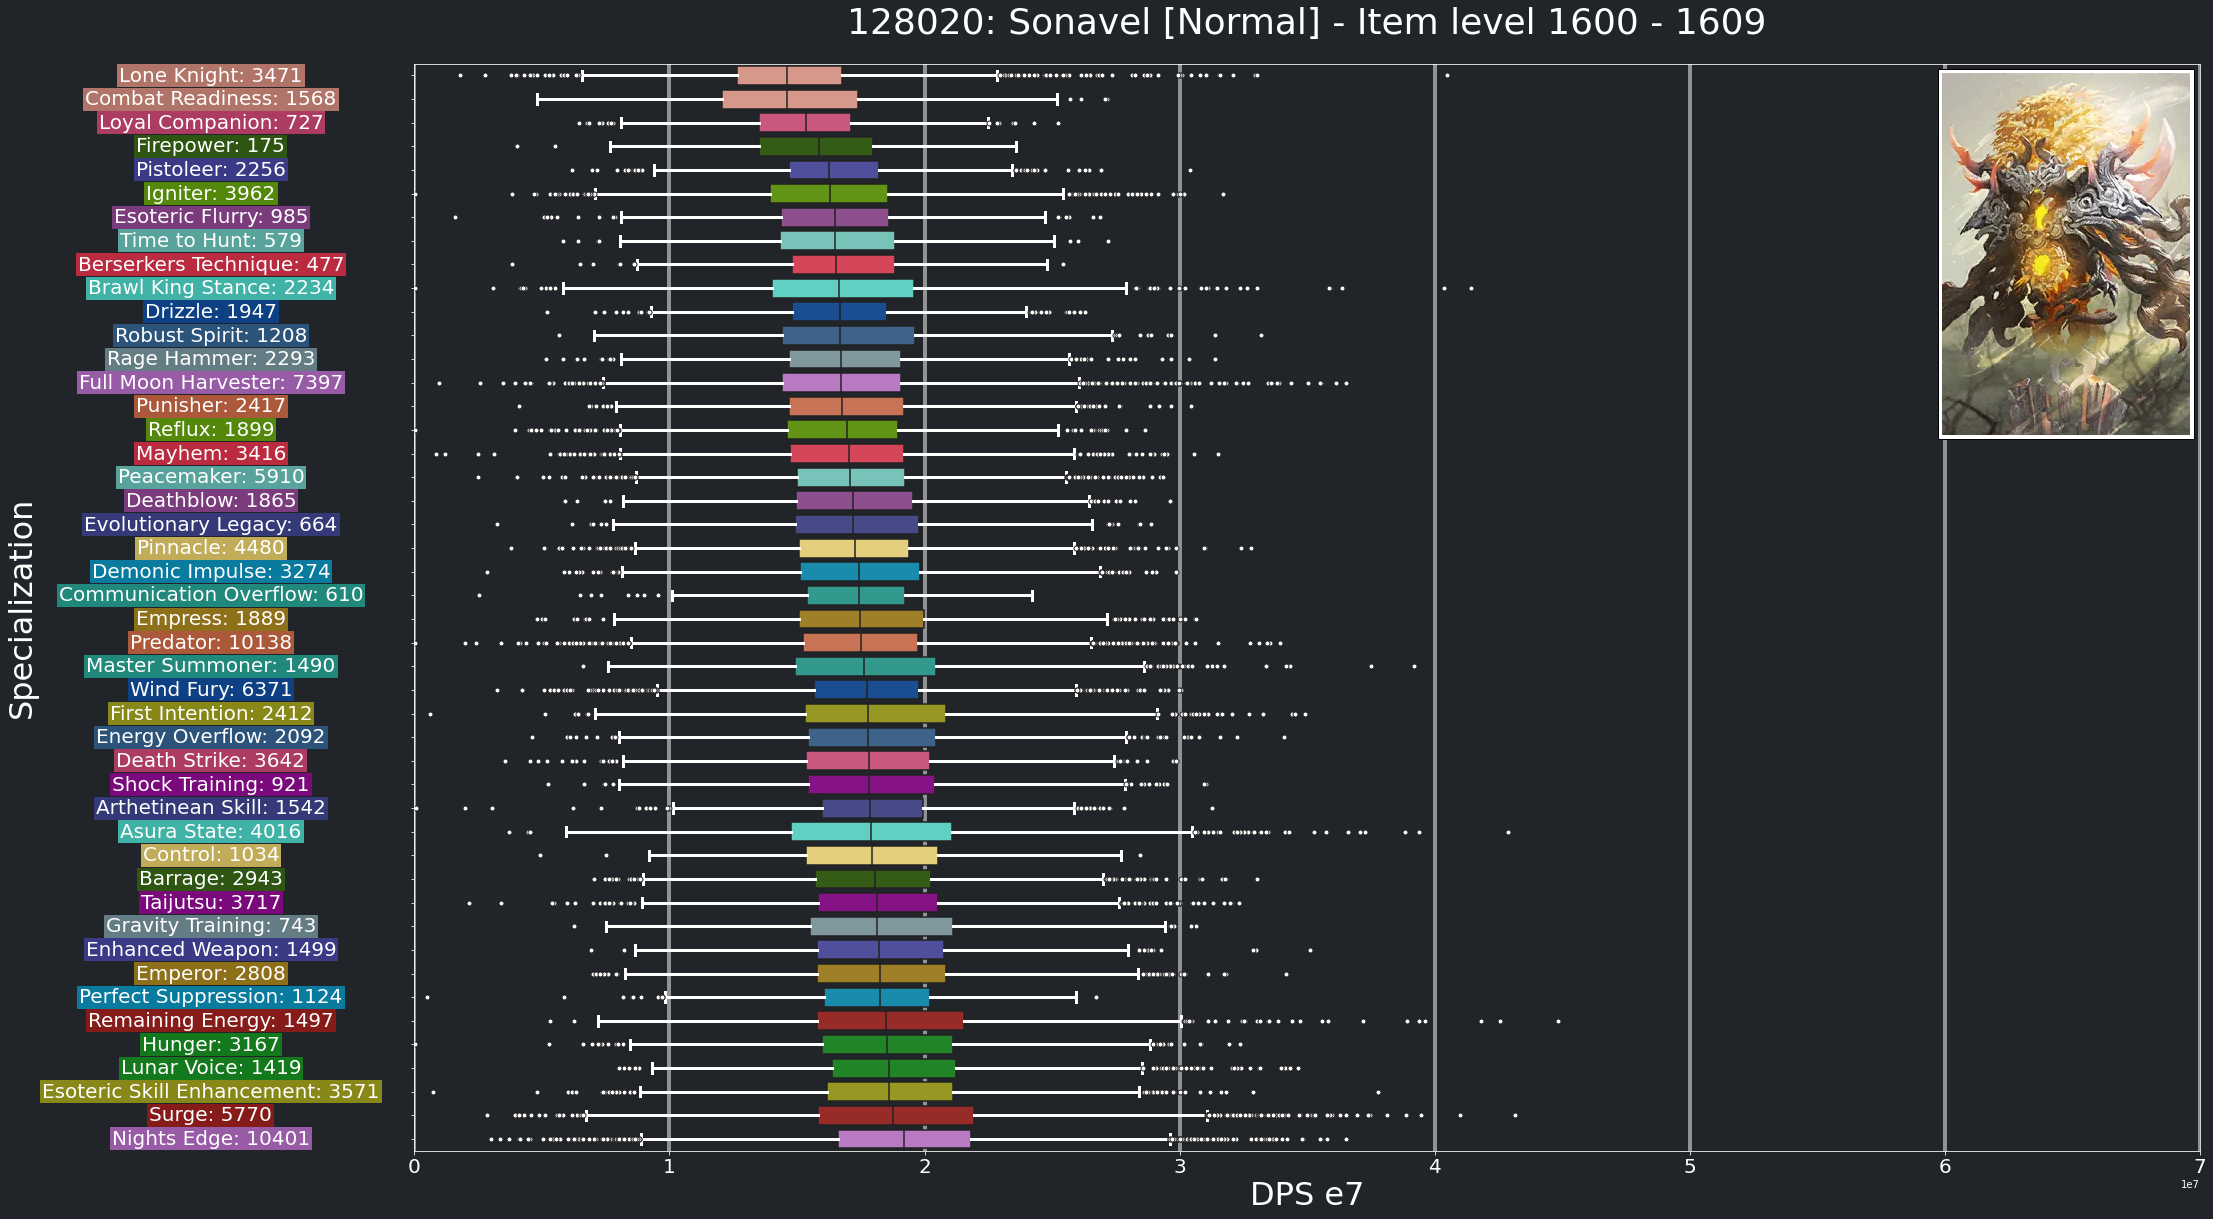 128020: Sonavel [Normal] - Item level 1600 - 1609
Specialization
Lone Knight: 3471
Combat Readiness: 1568
Loyal Companion: 727
Firepower: 175
Pistoleer: 2256
Igniter: 3962
Esoteric Flurry: 985
Time to Hunt: 579
Berserkers Technique: 477
Brawl King Stance: 2234
Drizzle: 1947
Robust Spirit: 1208
Rage Hammer: 2293
Full Moon Harvester: 7397
Punisher: 2417
Reflux: 1899
Mayhem: 3416
Peacemaker: 5910
Deathblow: 1865
Evolutionary Legacy: 664
Pinnacle: 4480
Demonic Impulse: 3274
Communication Overflow: 610
Empress: 1889
Predator: 10138
Master Summoner: 1490
Wind Fury: 6371
First Intention: 2412
Energy Overflow: 2092
Death Strike: 3642
Shock Training: 921
Arthetinean Skill: 1542
Asura State: 4016
Control: 1034
Barrage: 2943
Taijutsu: 3717
Gravity Training: 743
Enhanced Weapon: 1499
Emperor: 2808
Perfect Suppression: 1124
Remaining Energy: 1497
Hunger: 3167
Lunar Voice: 1419
Esoteric Skill Enhancement: 3571
Surge: 5770
Nights Edge: 10401
0 1 2 3 4 5 6 7
DPS e7
1e7